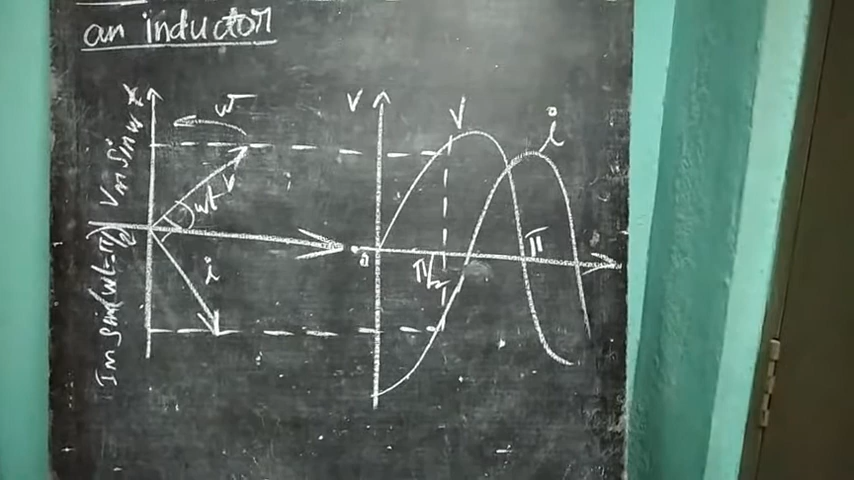 an inductor
Vm sin wt
w
V
wt
Im sin(wt-π/2)
i
V
V
i
0
π/2
π